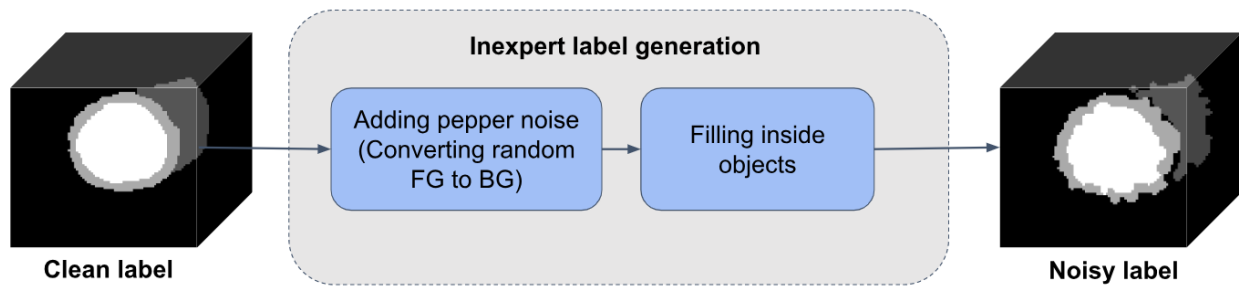 Inexpert label generation
Adding pepper noise
(Converting random
FG to BG)
Filling inside
objects
Clean label
Noisy label